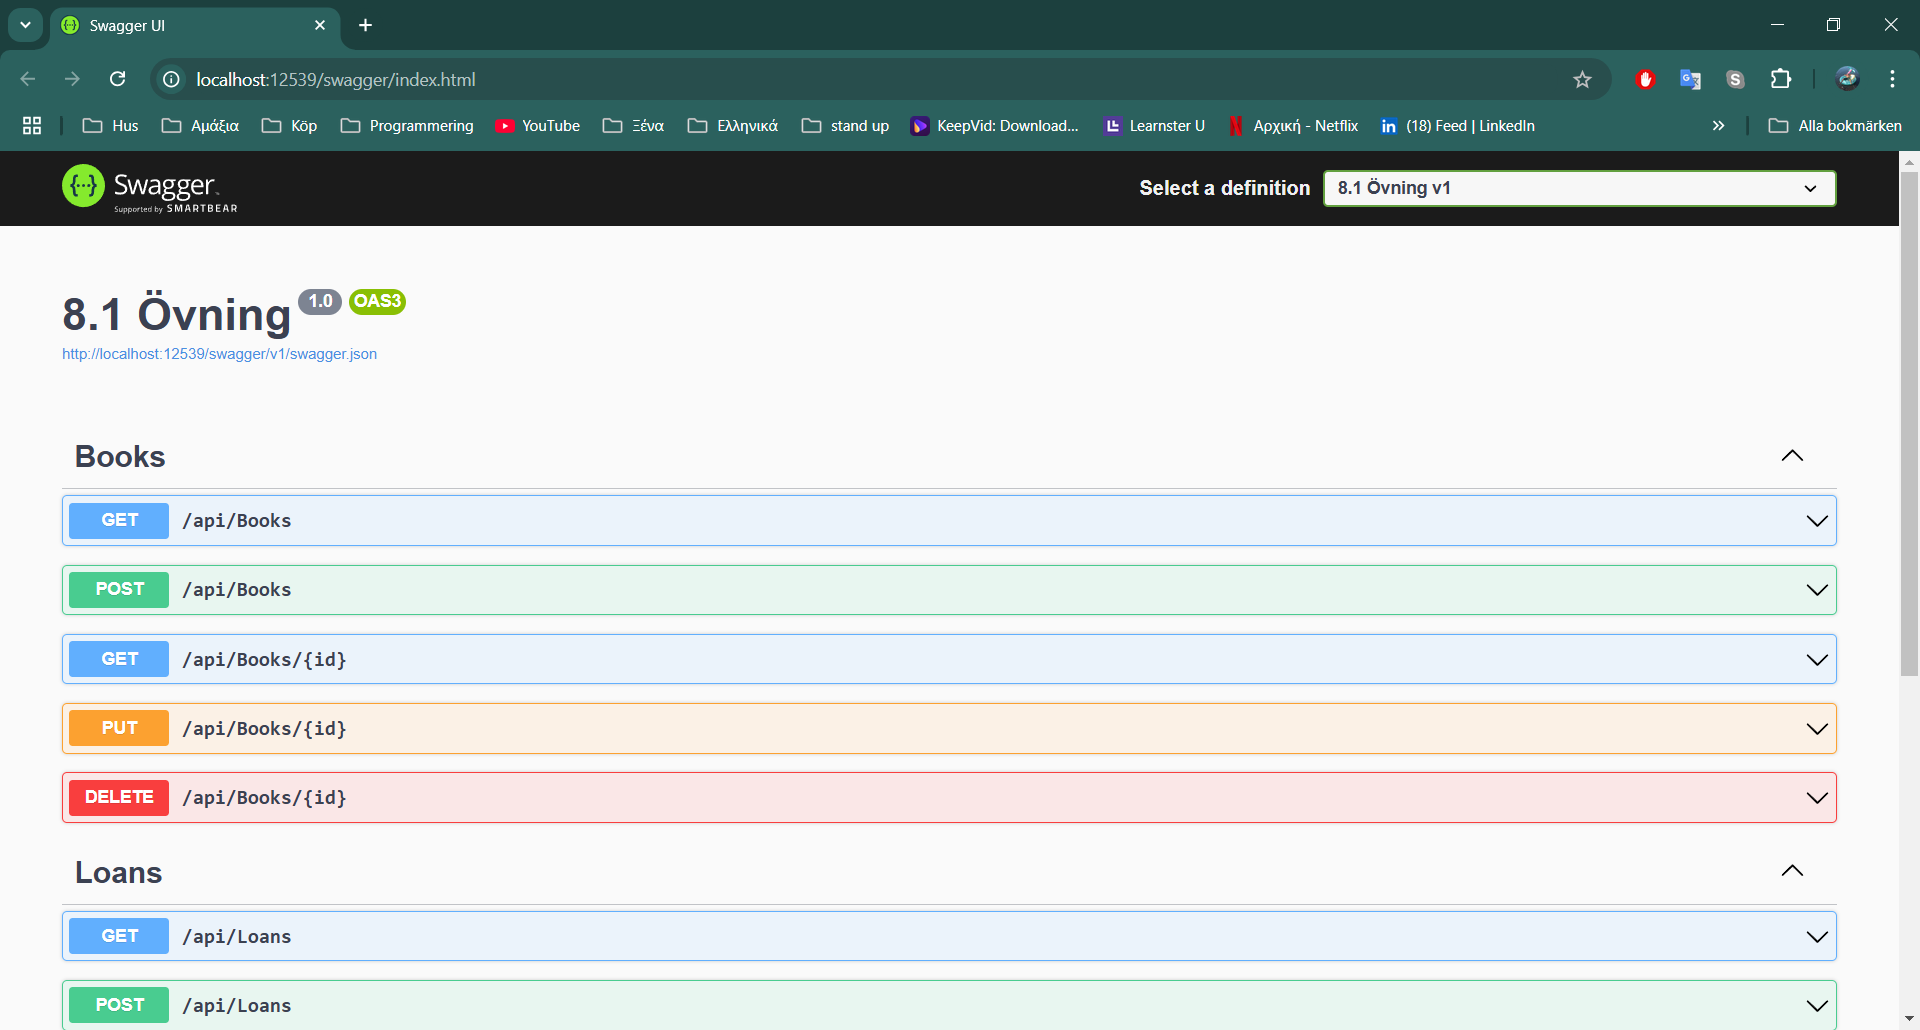 Swagger UI
localhost:12539/swagger/index.html
Hus
Αμάξια
Köp
Programmering
YouTube
Ξένα
Ελληνικά
stand up
KeepVid: Download...
Learnster U
Αρχική - Netflix
(18) Feed | LinkedIn
Alla bokmärken
Swagger
Supported by SMARTBEAR
Select a definition
8.1 Övning v1
8.1 Övning
1.0
OAS3
http://localhost:12539/swagger/v1/swagger.json
Books
GET /api/Books
POST /api/Books
GET /api/Books/{id}
PUT /api/Books/{id}
DELETE /api/Books/{id}
Loans
GET /api/Loans
POST /api/Loans